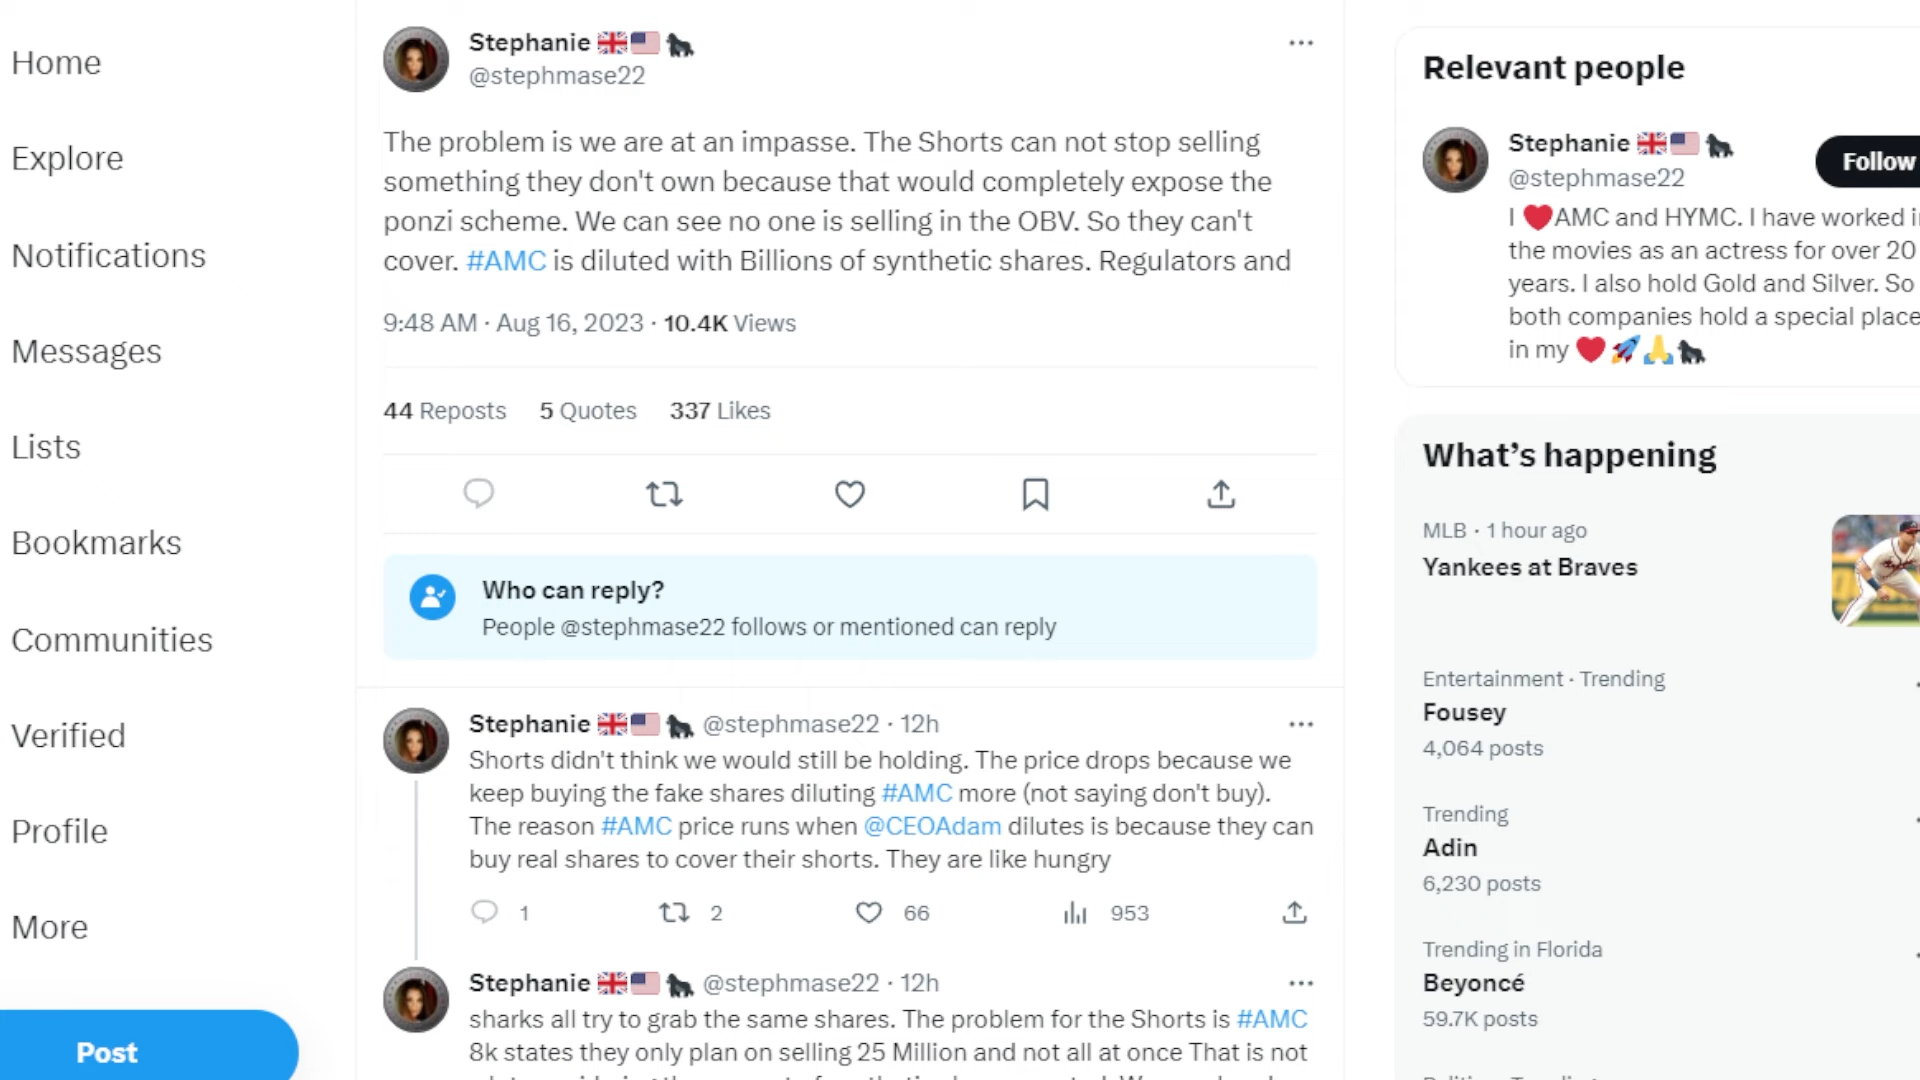 Home
Explore
Notifications
Messages
Lists
Bookmarks
Communities
Verified
Profile
More
Post
Stephanie
@stephmase22
The problem is we are at an impasse. The Shorts can not stop selling
something they don't own because that would completely expose the
ponzi scheme. We can see no one is selling in the OBV. So they can't
cover. #AMC is diluted with Billions of synthetic shares. Regulators and
9:48 AM · Aug 16, 2023 · 10.4K Views
44 Reposts 5 Quotes 337 Likes
Who can reply?
People @stephmase22 follows or mentioned can reply
Stephanie @stephmase22 · 12h
Shorts didn't think we would still be holding. The price drops because we
keep buying the fake shares diluting #AMC more (not saying don't buy).
The reason #AMC price runs when @CEOAdam dilutes is because they can
buy real shares to cover their shorts. They are like hungry
1 2 66 953
Stephanie @stephmase22 · 12h
sharks all try to grab the same shares. The problem for the Shorts is #AMC
8k states they only plan on selling 25 Million and not all at once That is not
Relevant people
Stephanie
@stephmase22
Follow
I ❤️AMC and HYMC. I have worked in
the movies as an actress for over 20
years. I also hold Gold and Silver. So
both companies hold a special place
in my ❤️🚀🙏🦍
What's happening
MLB · 1 hour ago
Yankees at Braves
Entertainment · Trending
Fousey
4,064 posts
Trending
Adin
6,230 posts
Trending in Florida
Beyoncé
59.7K posts